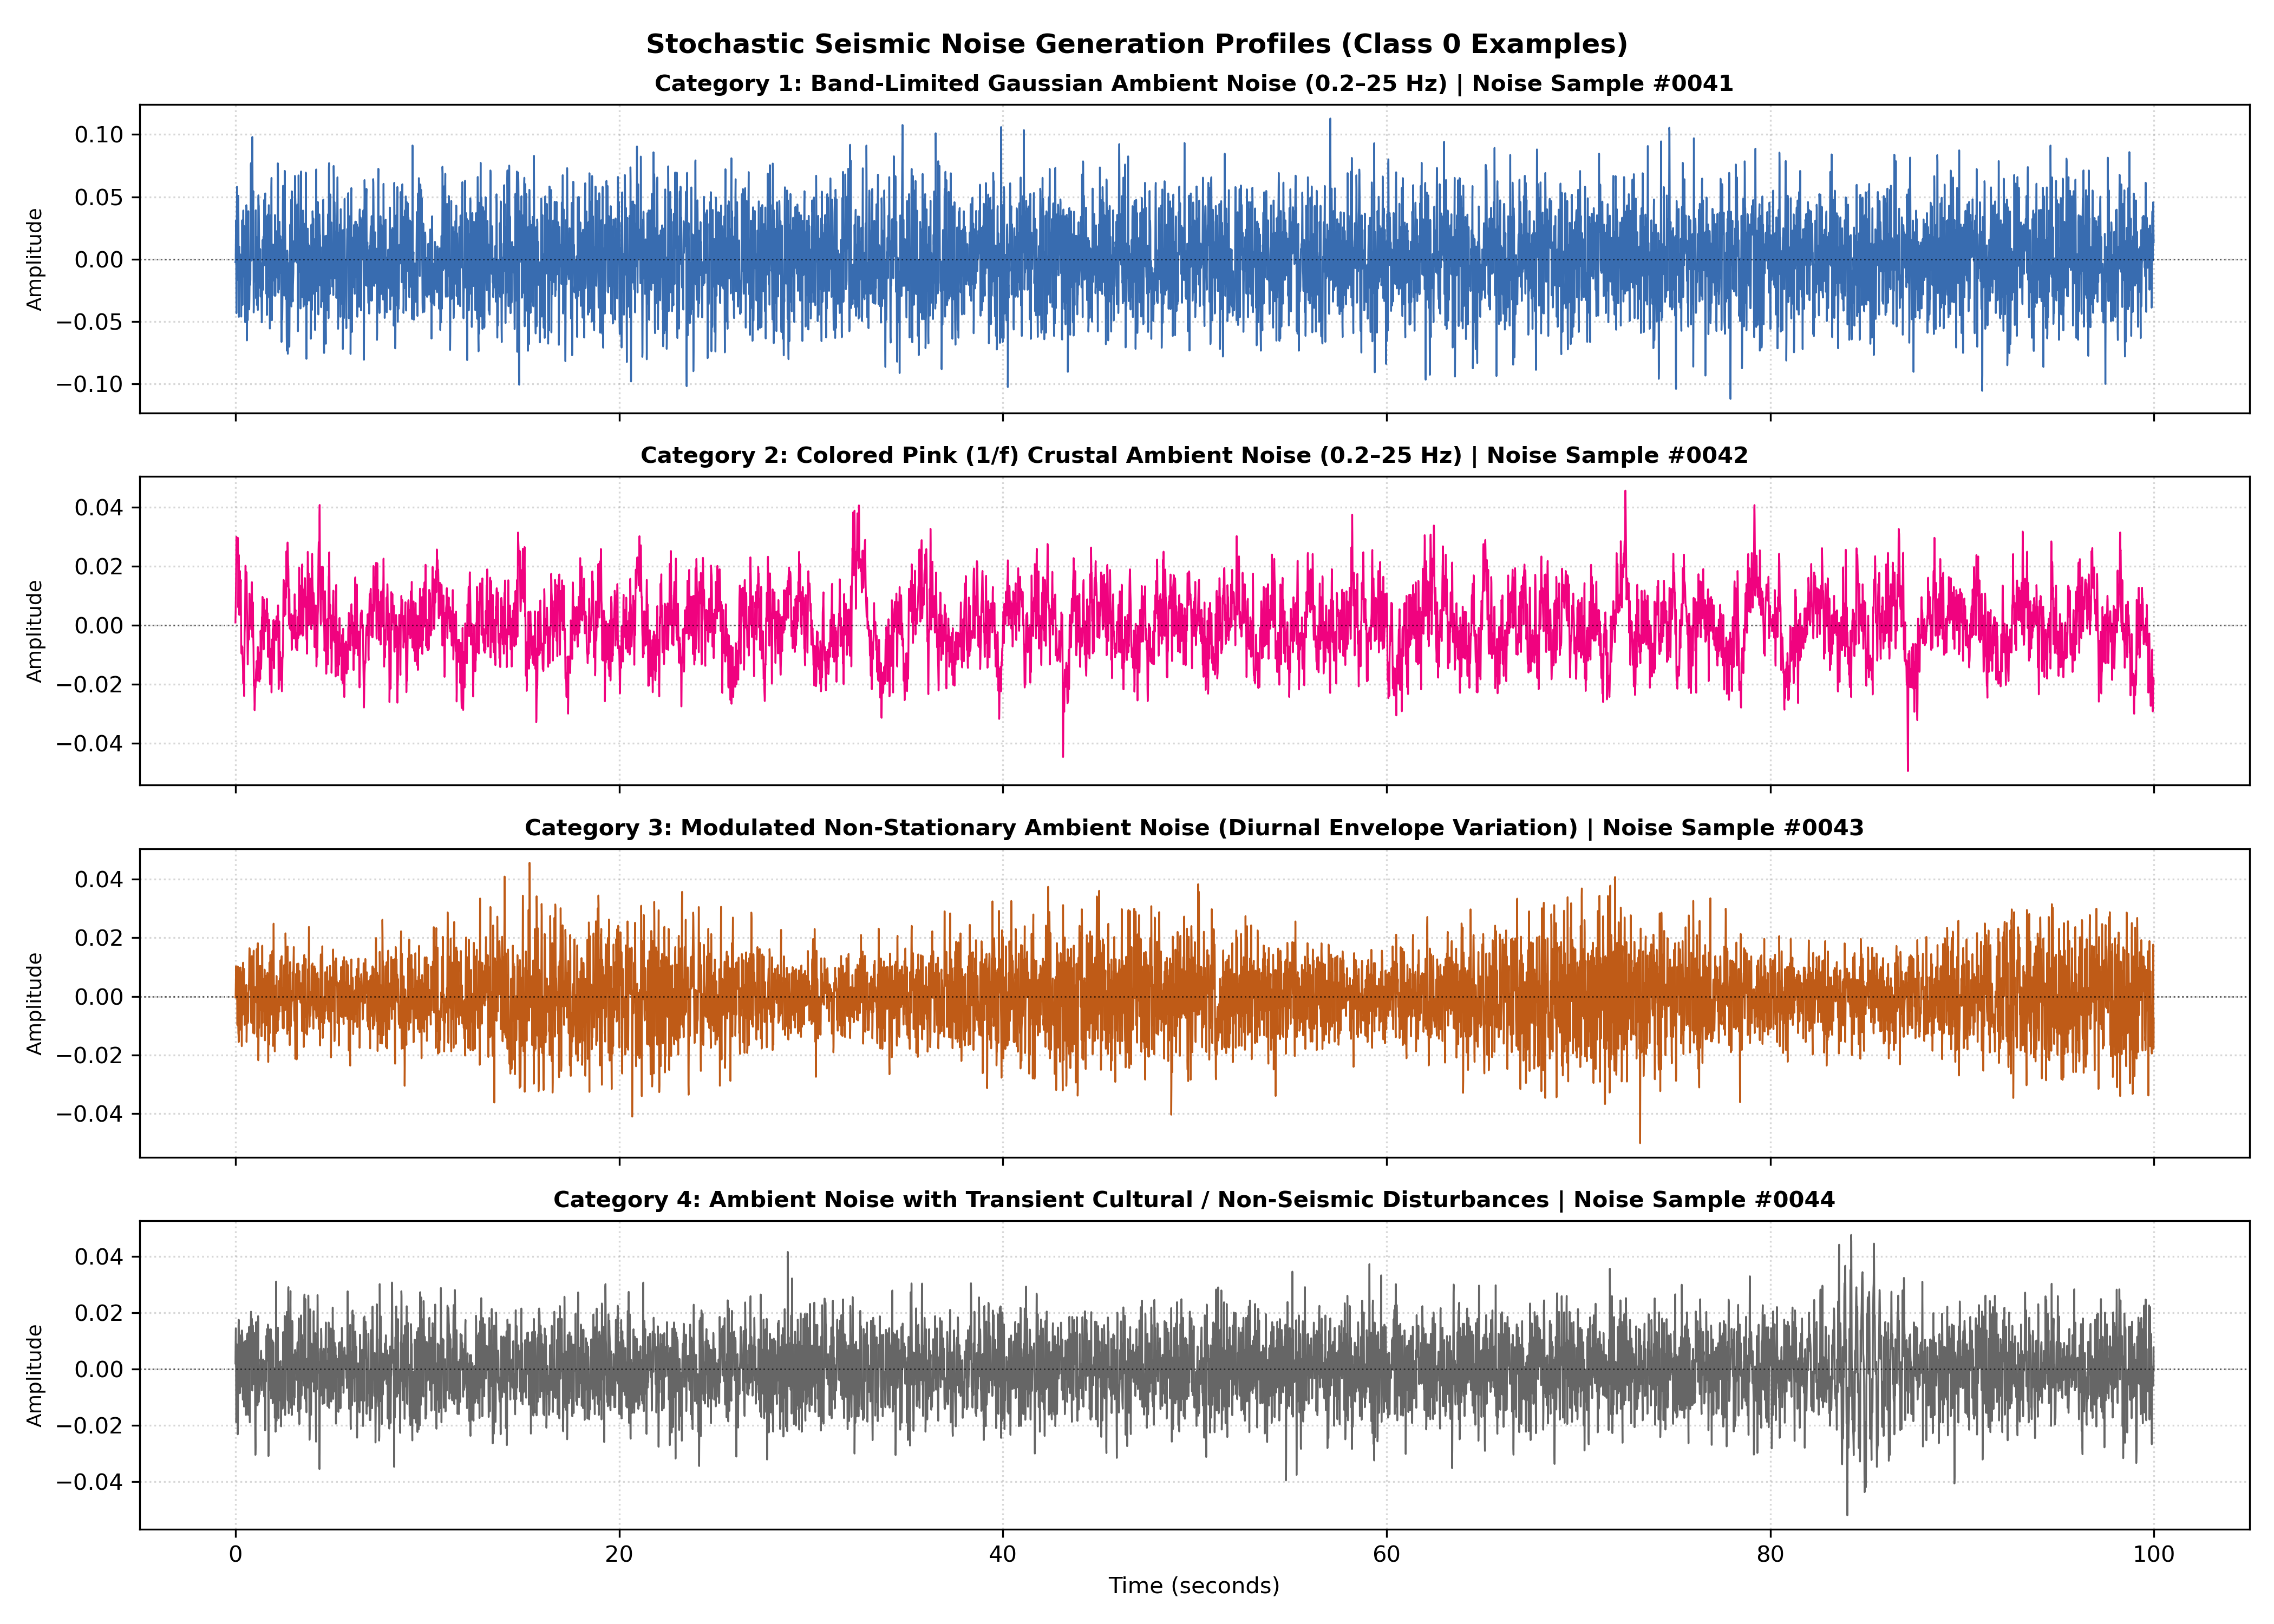 Stochastic Seismic Noise Generation Profiles (Class 0 Examples)
Category 1: Band-Limited Gaussian Ambient Noise (0.2–25 Hz) | Noise Sample #0041
0.10
0.05
0.00
−0.05
−0.10
Amplitude
Category 2: Colored Pink (1/f) Crustal Ambient Noise (0.2–25 Hz) | Noise Sample #0042
0.04
0.02
0.00
−0.02
−0.04
Amplitude
Category 3: Modulated Non-Stationary Ambient Noise (Diurnal Envelope Variation) | Noise Sample #0043
0.04
0.02
0.00
−0.02
−0.04
Amplitude
Category 4: Ambient Noise with Transient Cultural / Non-Seismic Disturbances | Noise Sample #0044
0.04
0.02
0.00
−0.02
−0.04
Amplitude
0 20 40 60 80 100
Time (seconds)